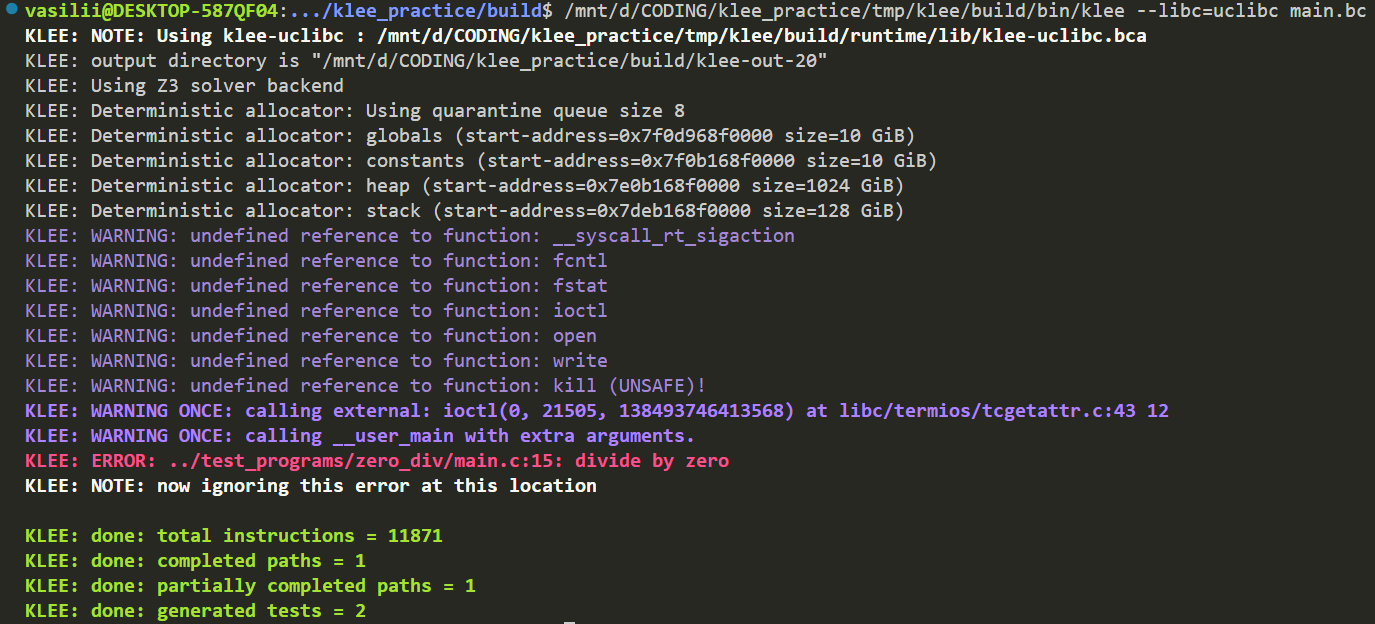 vasilii@DESKTOP-587QF04:.../klee_practice/build$ /mnt/d/CODING/klee_practice/tmp/klee/build/bin/klee --libc=uclibc main.bc
KLEE: NOTE: Using klee-uclibc : /mnt/d/CODING/klee_practice/tmp/klee/build/runtime/lib/klee-uclibc.bca
KLEE: output directory is "/mnt/d/CODING/klee_practice/build/klee-out-20"
KLEE: Using Z3 solver backend
KLEE: Deterministic allocator: Using quarantine queue size 8
KLEE: Deterministic allocator: globals (start-address=0x7f0d968f0000 size=10 GiB)
KLEE: Deterministic allocator: constants (start-address=0x7f0b168f0000 size=10 GiB)
KLEE: Deterministic allocator: heap (start-address=0x7e0b168f0000 size=1024 GiB)
KLEE: Deterministic allocator: stack (start-address=0x7deb168f0000 size=128 GiB)
KLEE: WARNING: undefined reference to function: __syscall_rt_sigaction
KLEE: WARNING: undefined reference to function: fcntl
KLEE: WARNING: undefined reference to function: fstat
KLEE: WARNING: undefined reference to function: ioctl
KLEE: WARNING: undefined reference to function: open
KLEE: WARNING: undefined reference to function: write
KLEE: WARNING: undefined reference to function: kill (UNSAFE)!
KLEE: WARNING ONCE: calling external: ioctl(0, 21505, 138493746413568) at libc/termios/tcgetattr.c:43 12
KLEE: WARNING ONCE: calling __user_main with extra arguments.
KLEE: ERROR: ../test_programs/zero_div/main.c:15: divide by zero
KLEE: NOTE: now ignoring this error at this location
KLEE: done: total instructions = 11871
KLEE: done: completed paths = 1
KLEE: done: partially completed paths = 1
KLEE: done: generated tests = 2